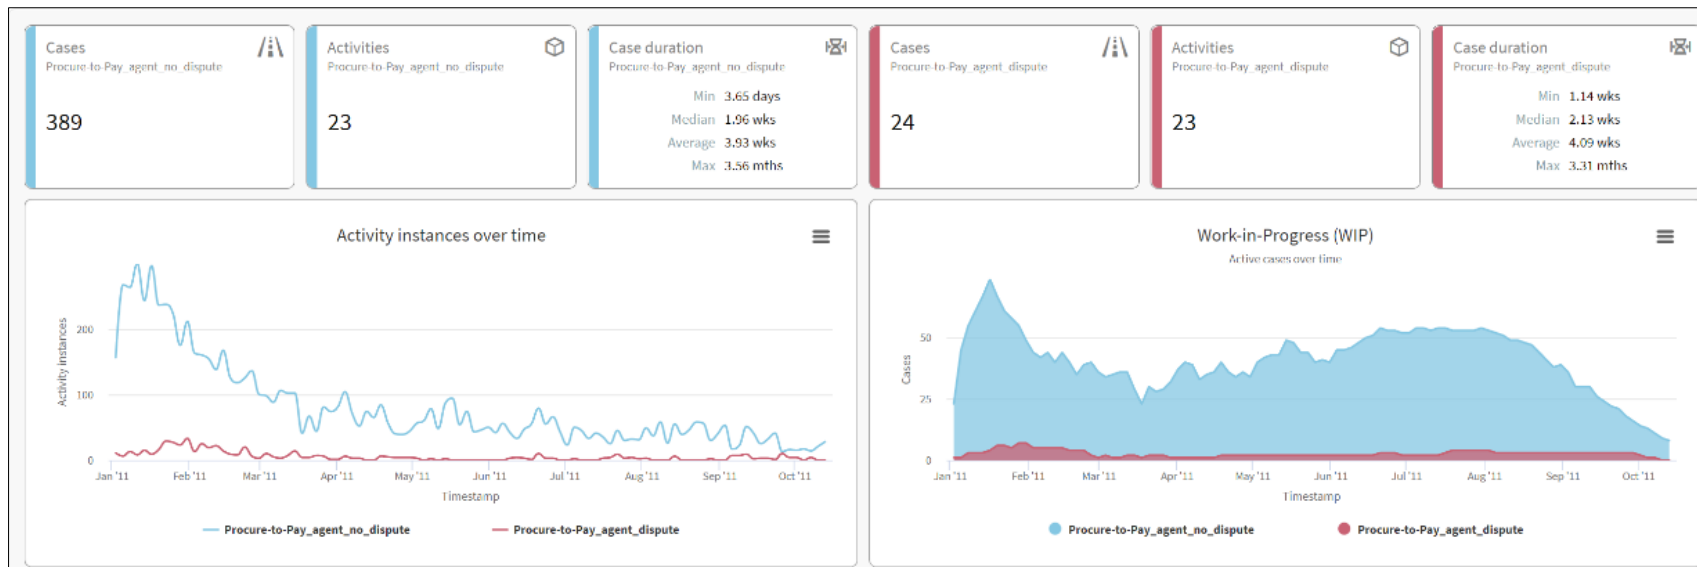 Cases
Procure-to-Pay_agent_no_dispute
389
Activities
Procure-to-Pay_agent_no_dispute
23
Case duration
Procure-to-Pay_agent_no_dispute
Min 3.65 days
Median 1.96 wks
Average 3.93 wks
Max 3.56 mths
Cases
Procure-to-Pay_agent_dispute
24
Activities
Procure-to-Pay_agent_dispute
23
Case duration
Procure-to-Pay_agent_dispute
Min 1.14 wks
Median 2.13 wks
Average 4.09 wks
Max 3.31 mths
Activity instances over time
Activity instances
200
100
0
Jan '11 Feb '11 Mar '11 Apr '11 May '11 Jun '11 Jul '11 Aug '11 Sep '11 Oct '11
Timestamp
Procure-to-Pay_agent_no_dispute Procure-to-Pay_agent_dispute
Work-in-Progress (WIP)
Active cases over time
Cases
50
25
0
Jan '11 Feb '11 Mar '11 Apr '11 May '11 Jun '11 Jul '11 Aug '11 Sep '11 Oct '11
Timestamp
Procure-to-Pay_agent_no_dispute Procure-to-Pay_agent_dispute